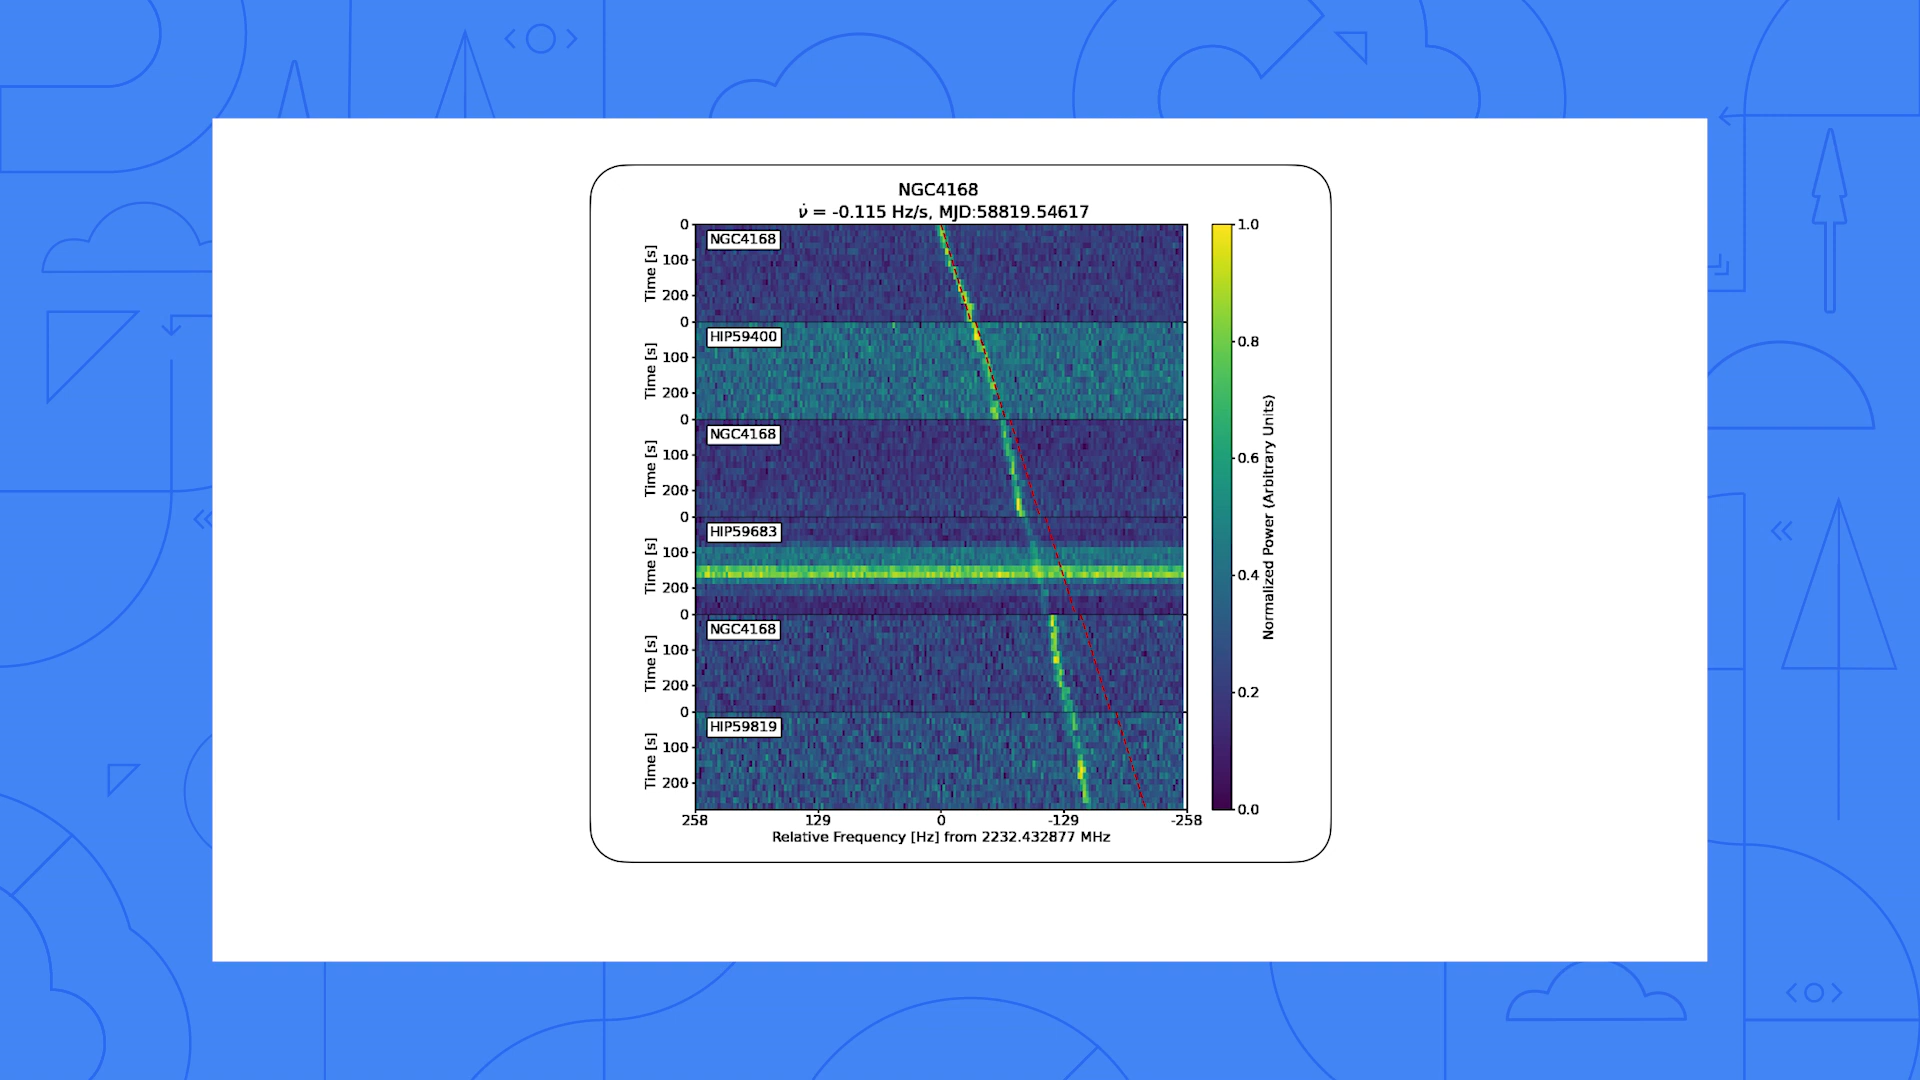 NGC4168
ν̇ = -0.115 Hz/s, MJD:58819.54617
0
100
200
Time [s]
NGC4168
0
100
200
Time [s]
HIP59400
0
100
200
Time [s]
NGC4168
0
100
200
Time [s]
HIP59683
0
100
200
Time [s]
NGC4168
0
100
200
Time [s]
HIP59819
258 129 0 -129 -258
Relative Frequency [Hz] from 2232.432877 MHz
1.0
0.8
0.6
0.4
0.2
0.0
Normalized Power (Arbitrary Units)